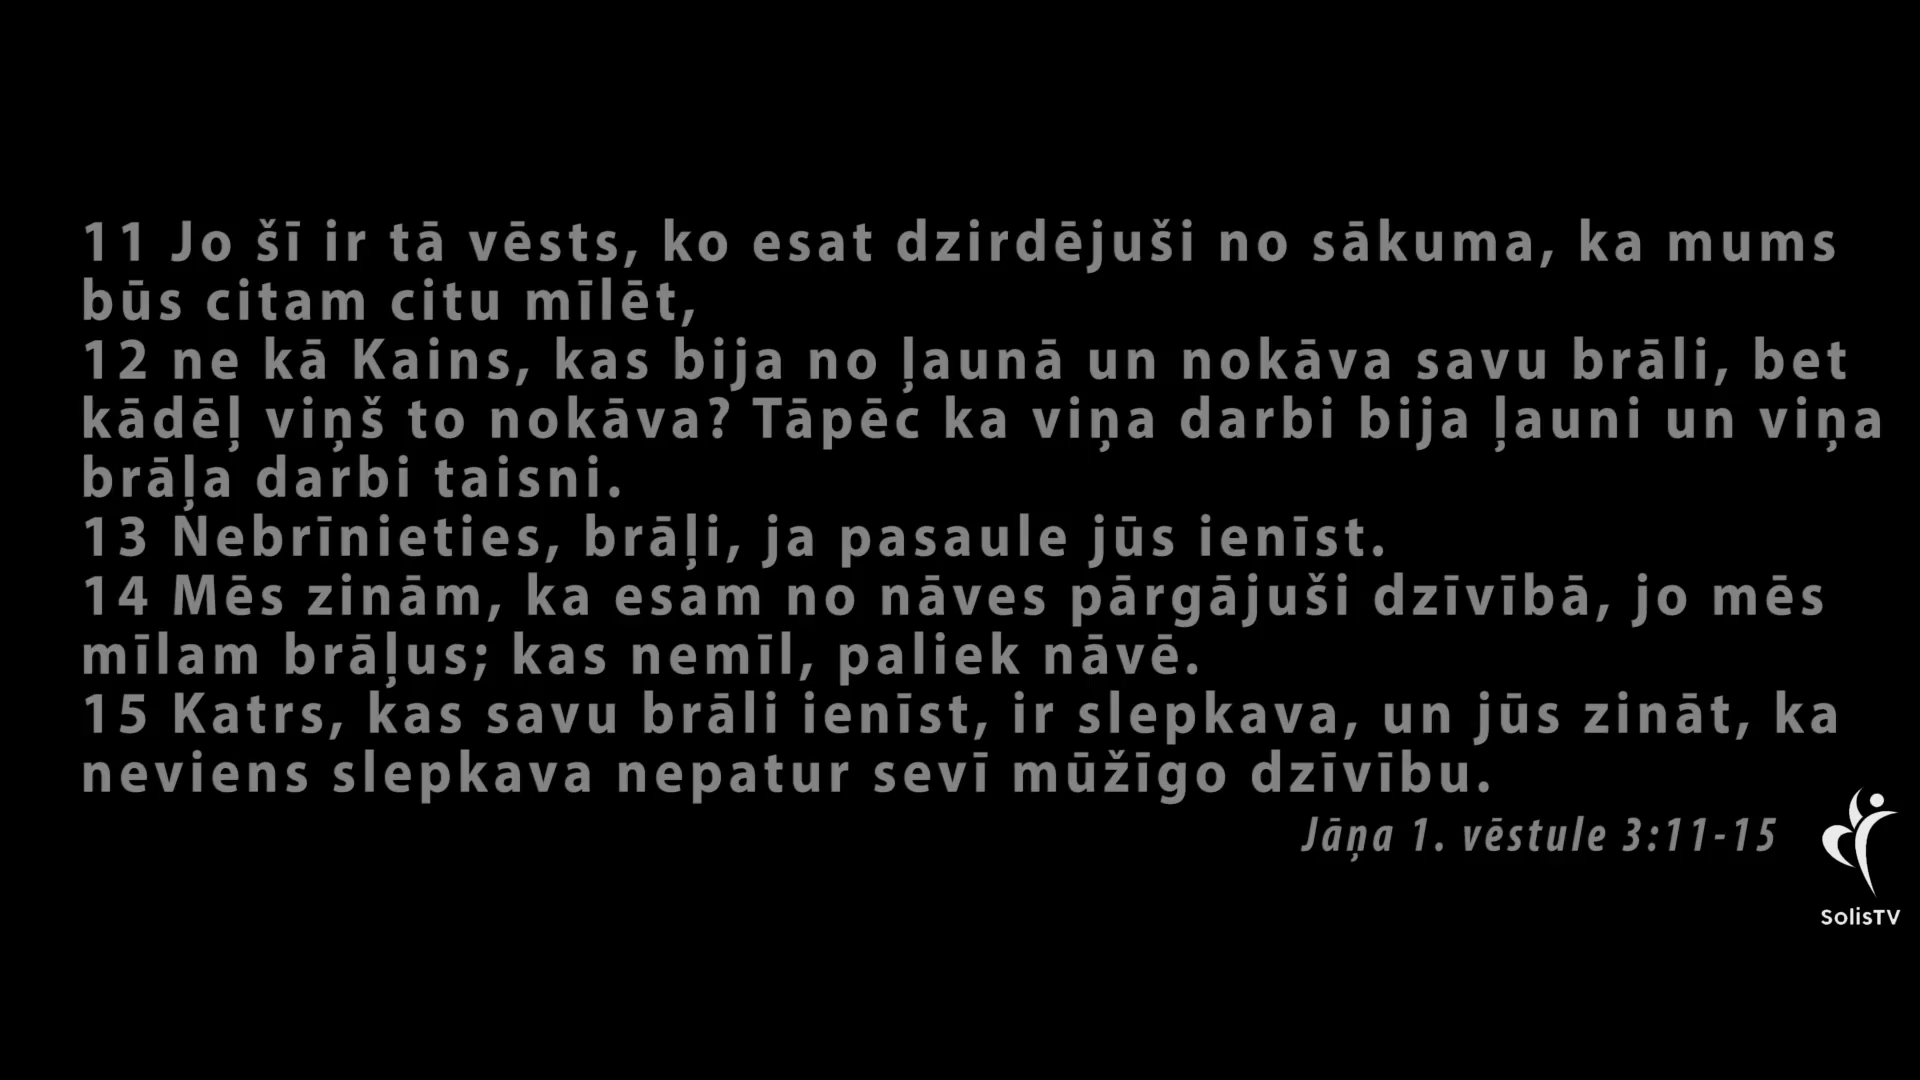 11 Jo šī ir tā vēsts, ko esat dzirdējuši no sākuma, ka mums
būs citam citu mīlēt,
12 ne kā Kains, kas bija no ļaunā un nokāva savu brāli, bet
kādēļ viņš to nokāva? Tāpēc ka viņa darbi bija ļauni un viņa
brāļa darbi taisni.
13 Nebrīnieties, brāļi, ja pasaule jūs ienīst.
14 Mēs zinām, ka esam no nāves pārgājuši dzīvībā, jo mēs
mīlam brāļus; kas nemīl, paliek nāvē.
15 Katrs, kas savu brāli ienīst, ir slepkava, un jūs zināt, ka
neviens slepkava nepatur sevī mūžīgo dzīvību.
Jāņa 1. vēstule 3:11-15
SolisTV